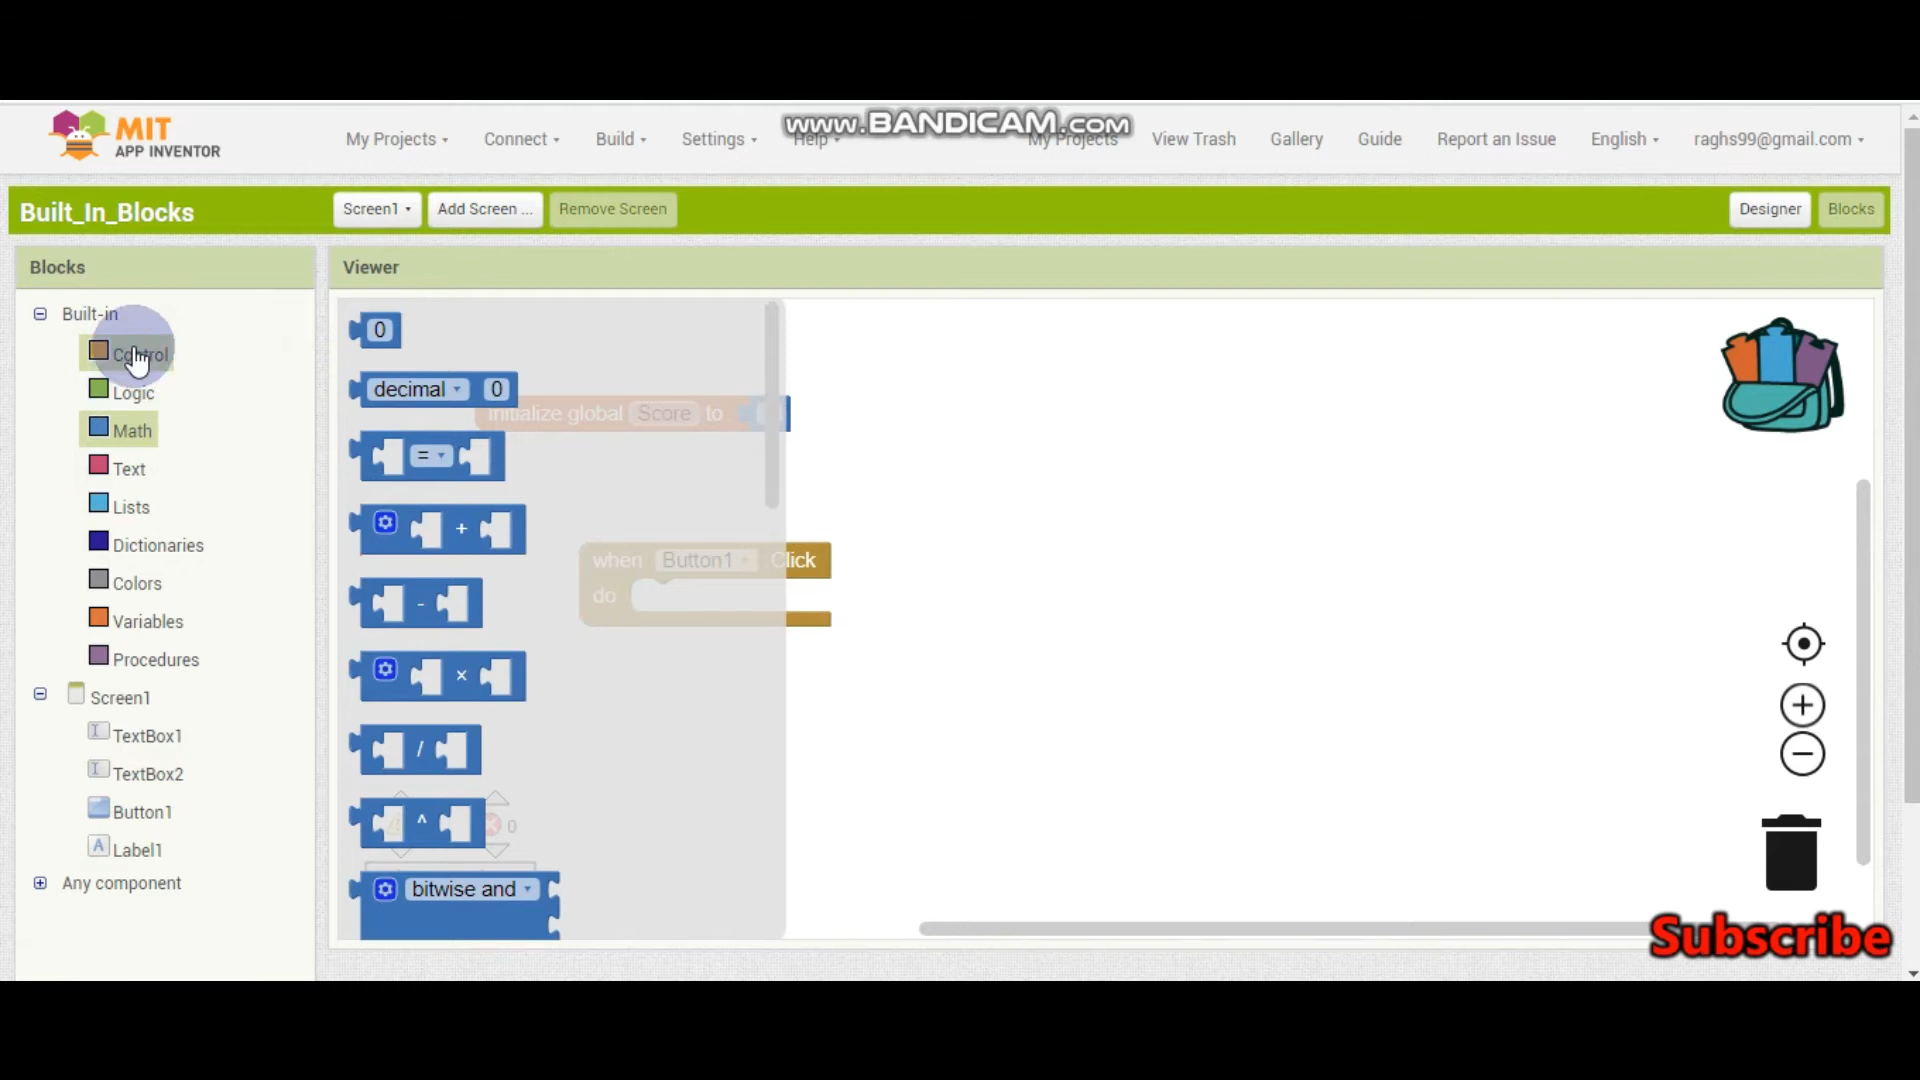 www.BANDICAM.com
MIT
APP INVENTOR
My Projects Connect Build Settings Help My Projects View Trash Gallery Guide Report an Issue English raghs99@gmail.com
Built_In_Blocks Screen1 Add Screen ... Remove Screen Designer Blocks
Blocks
Viewer
Built-in
Control
Logic
Math
Text
Lists
Dictionaries
Colors
Variables
Procedures
Screen1
TextBox1
TextBox2
Button1
Label1
Any component
0
decimal 0
initialize global Score to
=
+
when Button1 Click
do
-
×
/
^
0
bitwise and
Subscribe